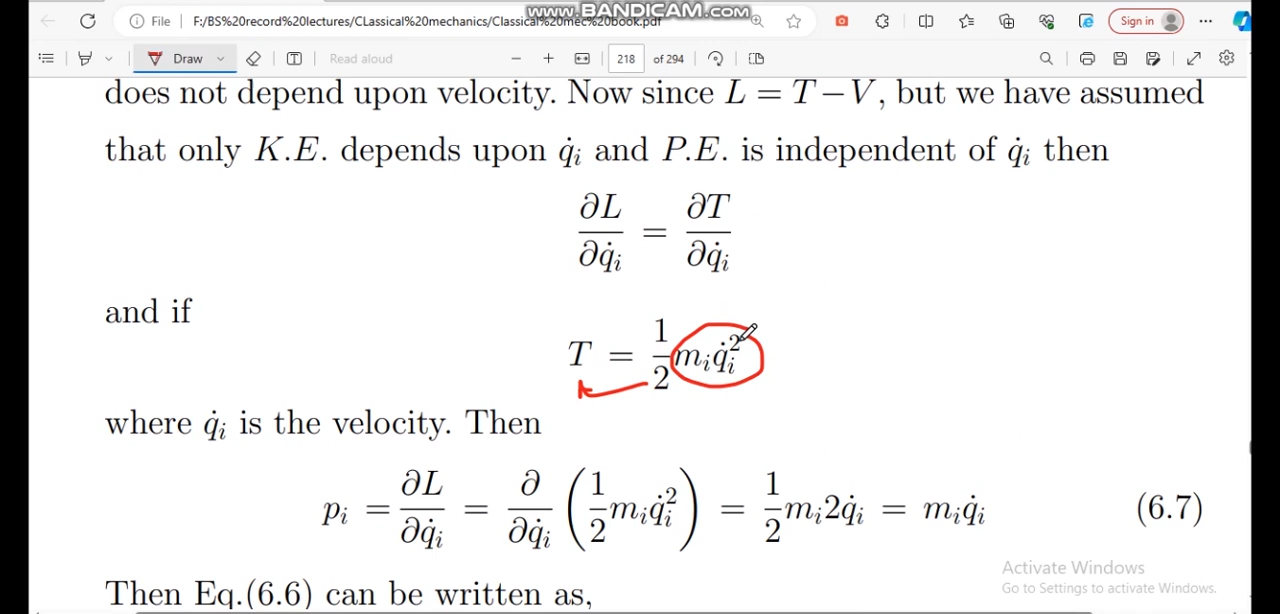 www.BANDICAM.com
File F:/BS%20record%20lectures/CLassical%20mechanics/Classical%20mec%20book.pdf Sign in
Draw Read aloud 218 of 294
does not depend upon velocity. Now since L = T − V, but we have assumed
that only K.E. depends upon q̇ᵢ and P.E. is independent of q̇ᵢ then
∂L/∂q̇ᵢ = ∂T/∂q̇ᵢ
and if
T = 1/2 mᵢq̇ᵢ²
where q̇ᵢ is the velocity. Then
pᵢ = ∂L/∂q̇ᵢ = ∂/∂q̇ᵢ (1/2 mᵢq̇ᵢ²) = 1/2 mᵢ2q̇ᵢ = mᵢq̇ᵢ (6.7)
Activate Windows
Go to Settings to activate Windows.
Then Eq.(6.6) can be written as,